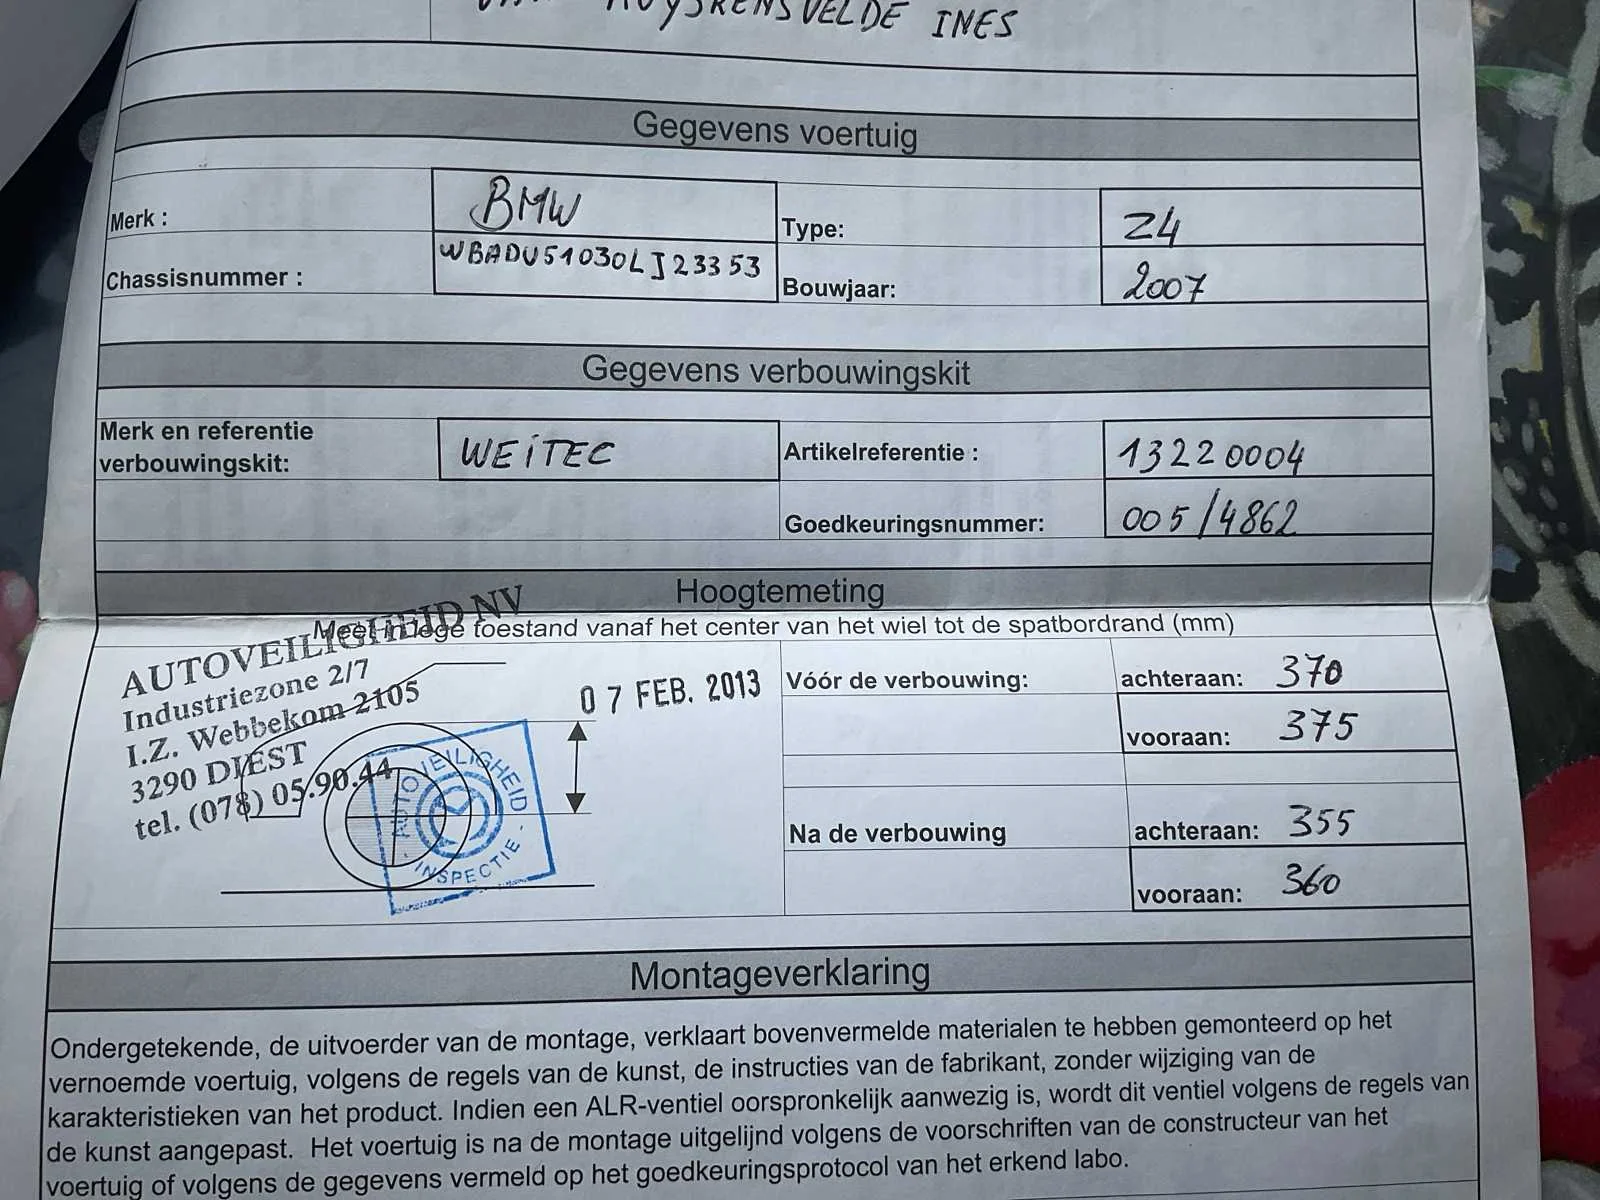 INES
Gegevens voertuig
Merk : BMW Type: Z4
Chassisnummer : WBADU51030LJ23353 Bouwjaar: 2007
Gegevens verbouwingskit
Merk en referentie
verbouwingskit: WEITEC Artikelreferentie : 13220004
Goedkeuringsnummer: 005/4862
Hoogtemeting
Meet in lege toestand vanaf het center van het wiel tot de spatbordrand (mm)
AUTOVEILIGHEID NV
Industriezone 2/7
I.Z. Webbekom 2105
3290 DIEST
tel. (078) 05.90.44
07 FEB. 2013
AUTOVEILIGHEID
- INSPECTIE -
Vóór de verbouwing: achteraan: 370
vooraan: 375
Na de verbouwing achteraan: 355
vooraan: 360
Montageverklaring
Ondergetekende, de uitvoerder van de montage, verklaart bovenvermelde materialen te hebben gemonteerd op het
vernoemde voertuig, volgens de regels van de kunst, de instructies van de fabrikant, zonder wijziging van de
karakteristieken van het product. Indien een ALR-ventiel oorspronkelijk aanwezig is, wordt dit ventiel volgens de regels van
de kunst aangepast. Het voertuig is na de montage uitgelijnd volgens de voorschriften van de constructeur van het
voertuig of volgens de gegevens vermeld op het goedkeuringsprotocol van het erkend labo.